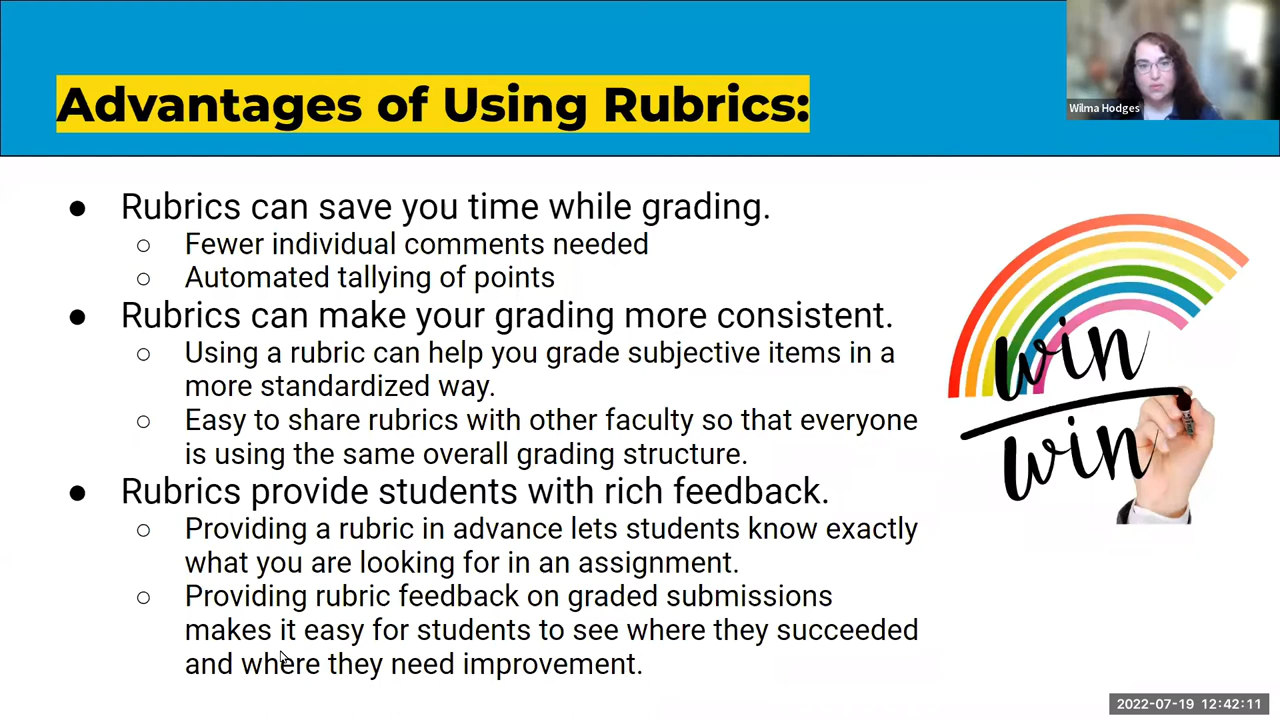 Advantages of Using Rubrics:
Wilma Hodges
● Rubrics can save you time while grading.
○ Fewer individual comments needed
○ Automated tallying of points
● Rubrics can make your grading more consistent.
○ Using a rubric can help you grade subjective items in a
more standardized way.
○ Easy to share rubrics with other faculty so that everyone
is using the same overall grading structure.
● Rubrics provide students with rich feedback.
○ Providing a rubric in advance lets students know exactly
what you are looking for in an assignment.
○ Providing rubric feedback on graded submissions
makes it easy for students to see where they succeeded
and where they need improvement.
win
win
2022-07-19 12:42:11